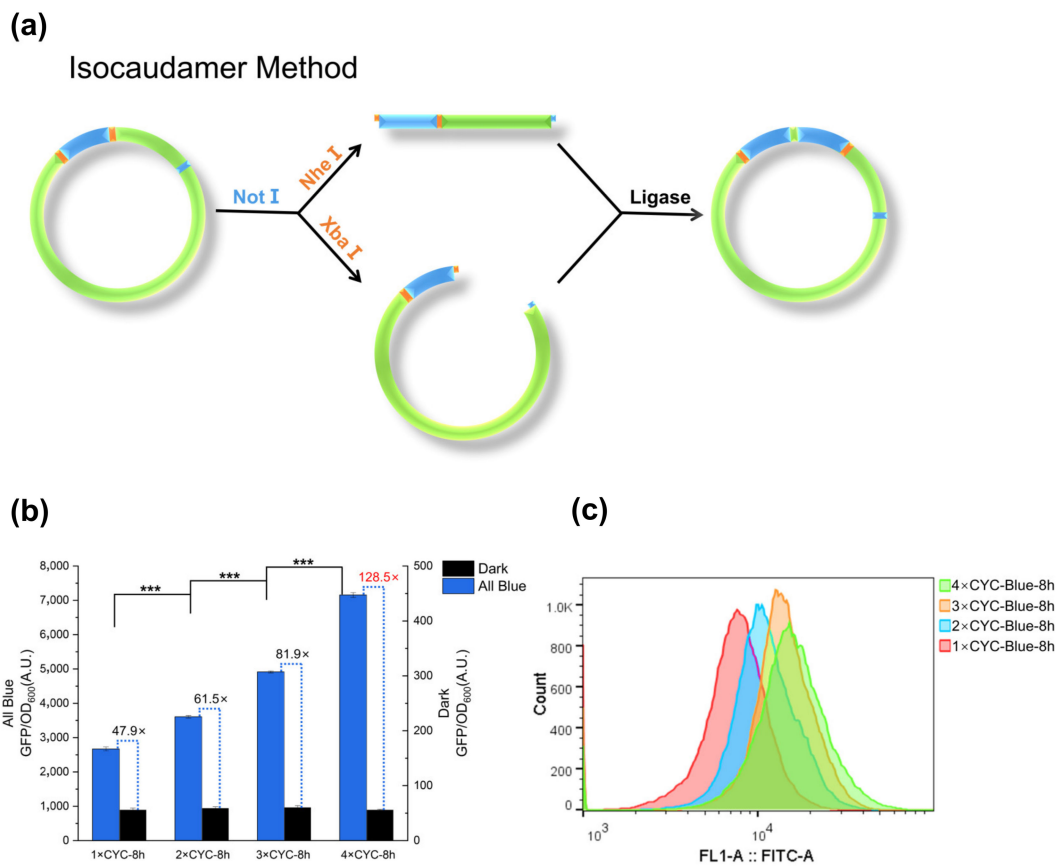 (a)
Isocaudamer Method
Not I
Nhe I
Xba I
Ligase
(b)
8,000
7,000
6,000
5,000
4,000
3,000
2,000
1,000
0
All Blue
GFP/OD600(A.U.)
***
***
***
47.9×
61.5×
81.9×
128.5×
Dark
All Blue
500
400
300
200
100
0
Dark
GFP/OD600(A.U.)
1×CYC-8h
2×CYC-8h
3×CYC-8h
4×CYC-8h
(c)
Count
1.0K
800
600
400
200
0
10³
10⁴
FL1-A :: FITC-A
4×CYC-Blue-8h
3×CYC-Blue-8h
2×CYC-Blue-8h
1×CYC-Blue-8h